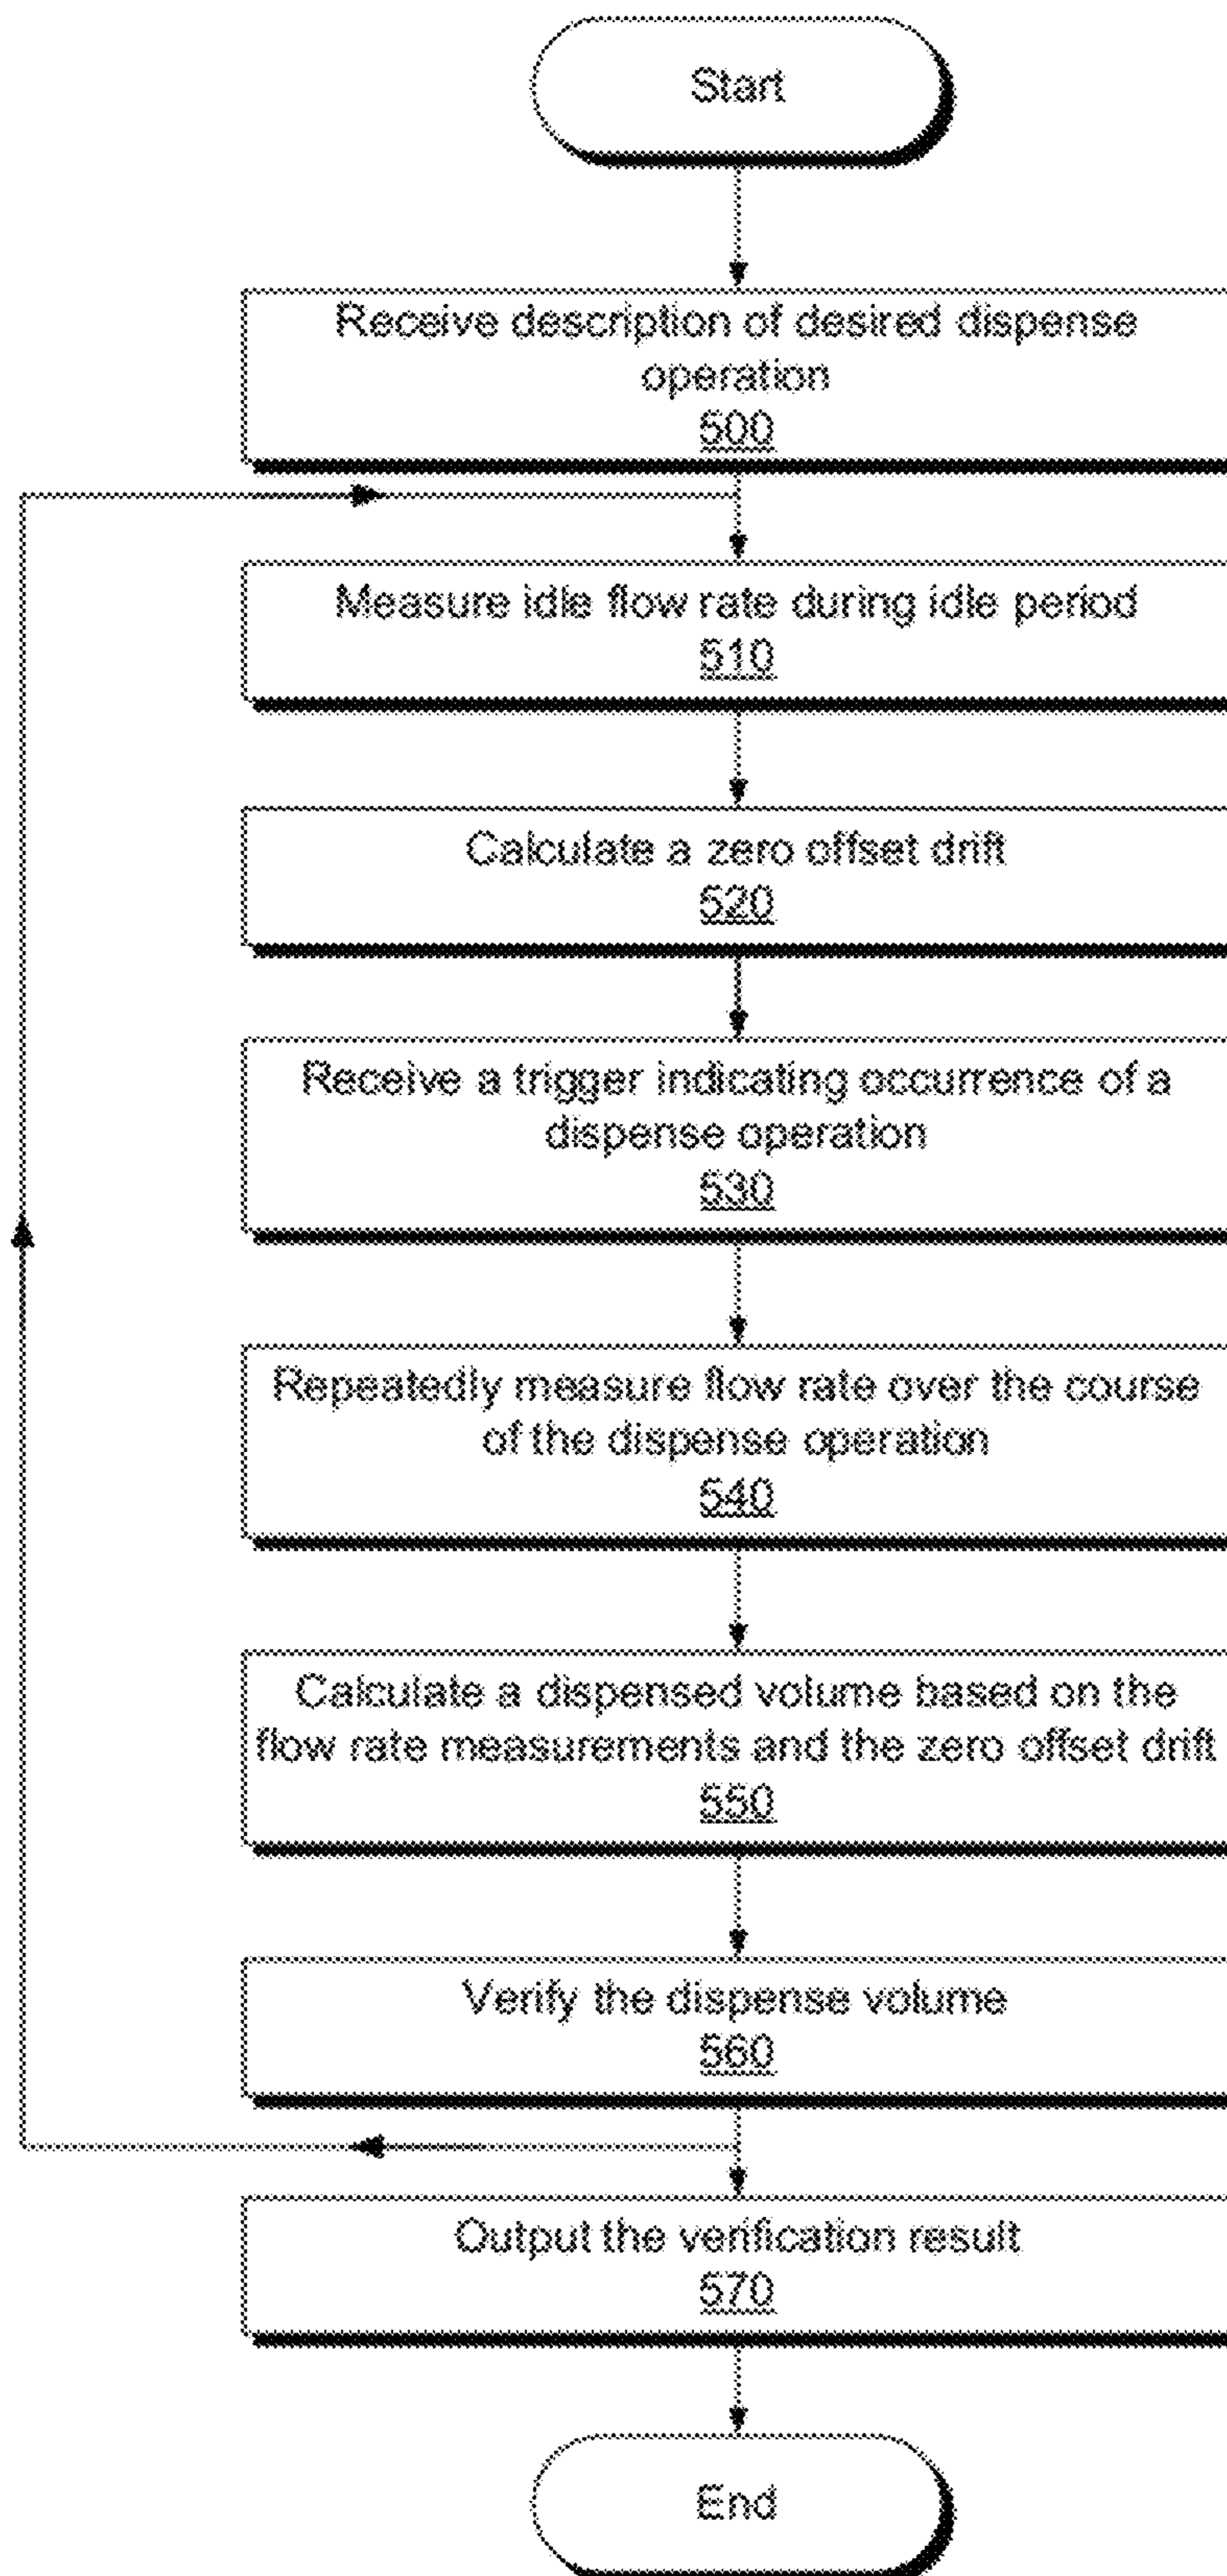 Start
Receive description of desired dispense
operation
500
Measure idle flow rate during idle period
510
Calculate a zero offset drift
520
Receive a trigger indicating occurrence of a
dispense operation
530
Repeatedly measure flow rate over the course
of the dispense operation
540
Calculate a dispensed volume based on the
flow rate measurements and the zero offset drift
550
Verify the dispense volume
560
Output the verification result
570
End